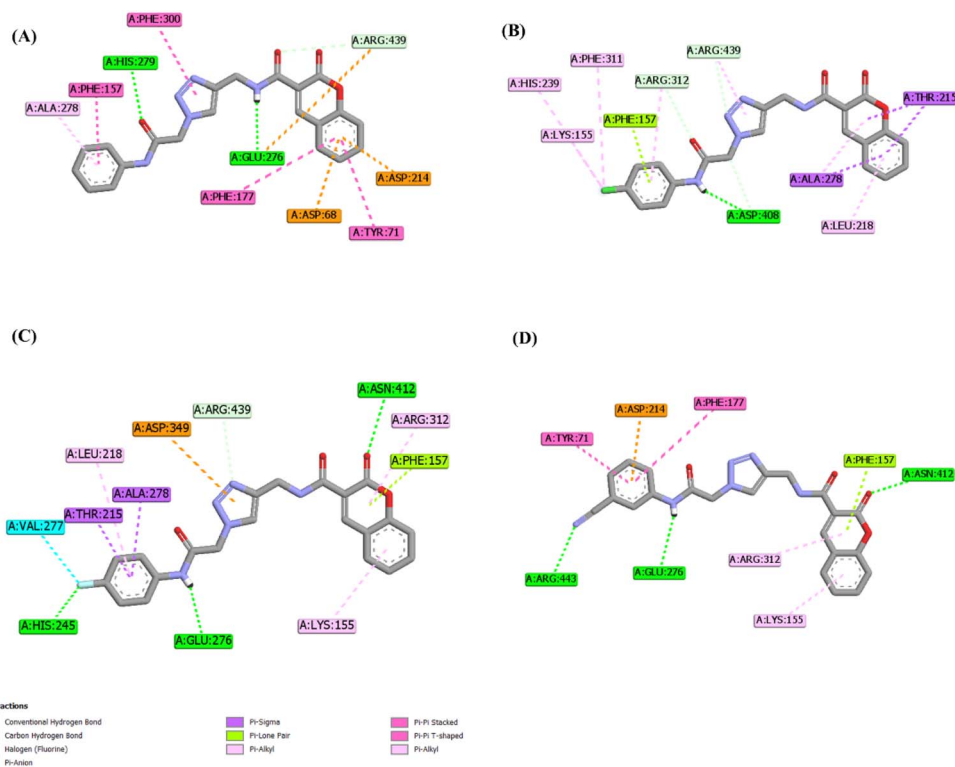 (A)
A:PHE:300
A:HIS:279
A:PHE:157
A:ALA:278
A:ARG:439
A:GLU:276
A:PHE:177
A:ASP:214
A:ASP:68
A:TYR:71
(B)
A:PHE:311
A:ARG:439
A:HIS:239
A:ARG:312
A:LYS:155
A:PHE:157
A:THR:215
A:ALA:278
A:ASP:408
A:LEU:218
(C)
A:ASN:412
A:ARG:439
A:ARG:312
A:ASP:349
A:LEU:218
A:PHE:157
A:ALA:278
A:THR:215
A:VAL:277
A:HIS:245
A:GLU:276
A:LYS:155
(D)
A:PHE:177
A:ASP:214
A:TYR:71
A:PHE:157
A:ASN:412
A:ARG:312
A:ARG:443
A:GLU:276
A:LYS:155
actions
Conventional Hydrogen Bond
Carbon Hydrogen Bond
Halogen (Fluorine)
Pi-Anion
Pi-Sigma
Pi-Lone Pair
Pi-Alkyl
Pi-Pi Stacked
Pi-Pi T-shaped
Pi-Alkyl